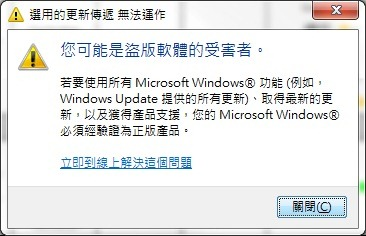 選用的更新傳遞 無法運作
您可能是盜版軟體的受害者。
若要使用所有 Microsoft Windows® 功能 (例如，
Windows Update 提供的所有更新)、取得最新的更
新，以及獲得產品支援，您的 Microsoft Windows®
必須經驗證為正版產品。
立即到線上解決這個問題
關閉(C)